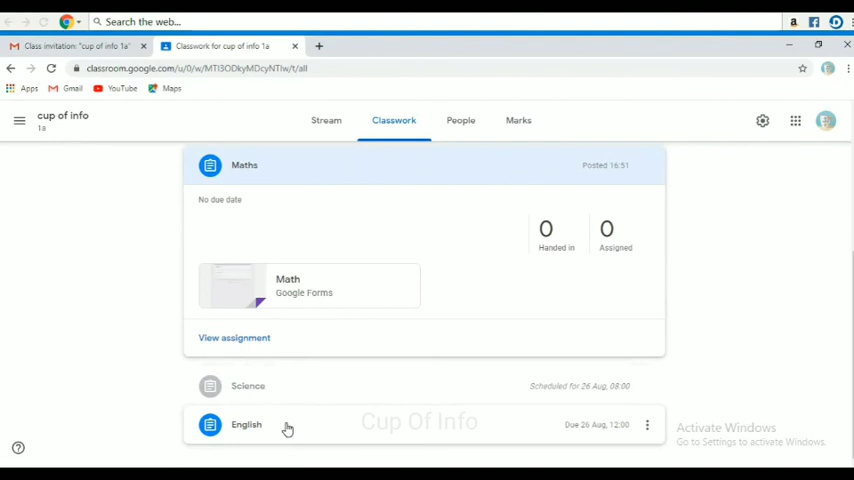 Search the web...
a
Class invitation: "cup of info 1a"
Classwork for cup of info 1a
classroom.google.com/u/0/w/MTI3ODkyMDcyNTIw/t/all
Apps Gmail YouTube Maps
cup of info
1a
Stream Classwork People Marks
Maths Posted 16:51
No due date
0 0
Handed in Assigned
Math
Google Forms
View assignment
Science Scheduled for 26 Aug, 08:00
English Cup Of Info Due 26 Aug, 12:00
Activate Windows
Go to Settings to activate Windows.